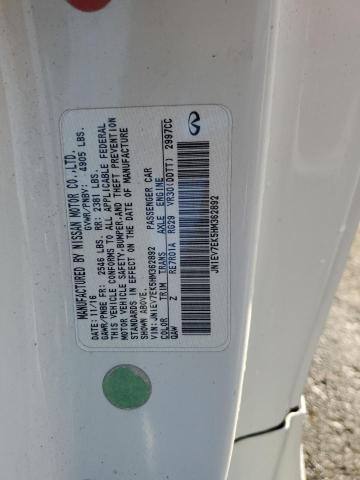 MANUFACTURED BY NISSAN MOTOR CO.,LTD.
DATE: 11/16 GVWR/PNBV: 4905 LBS.
GAWR/PNBE FR: 2546 LBS. RR: 2381 LBS.
THIS VEHICLE CONFORMS TO ALL APPLICABLE FEDERAL
MOTOR VEHICLE SAFETY,BUMPER,AND THEFT PREVENTION
STANDARDS IN EFFECT ON THE DATE OF MANUFACTURE
SHOWN ABOVE.
VIN: JN1EV7EK5HM362892 PASSENGER CAR
COLOR TRIM TRANS AXLE ENGINE
QAW Z RE7R01A RG29 VR30(DDTT) 2997CC
JN1EV7EK5HM362892